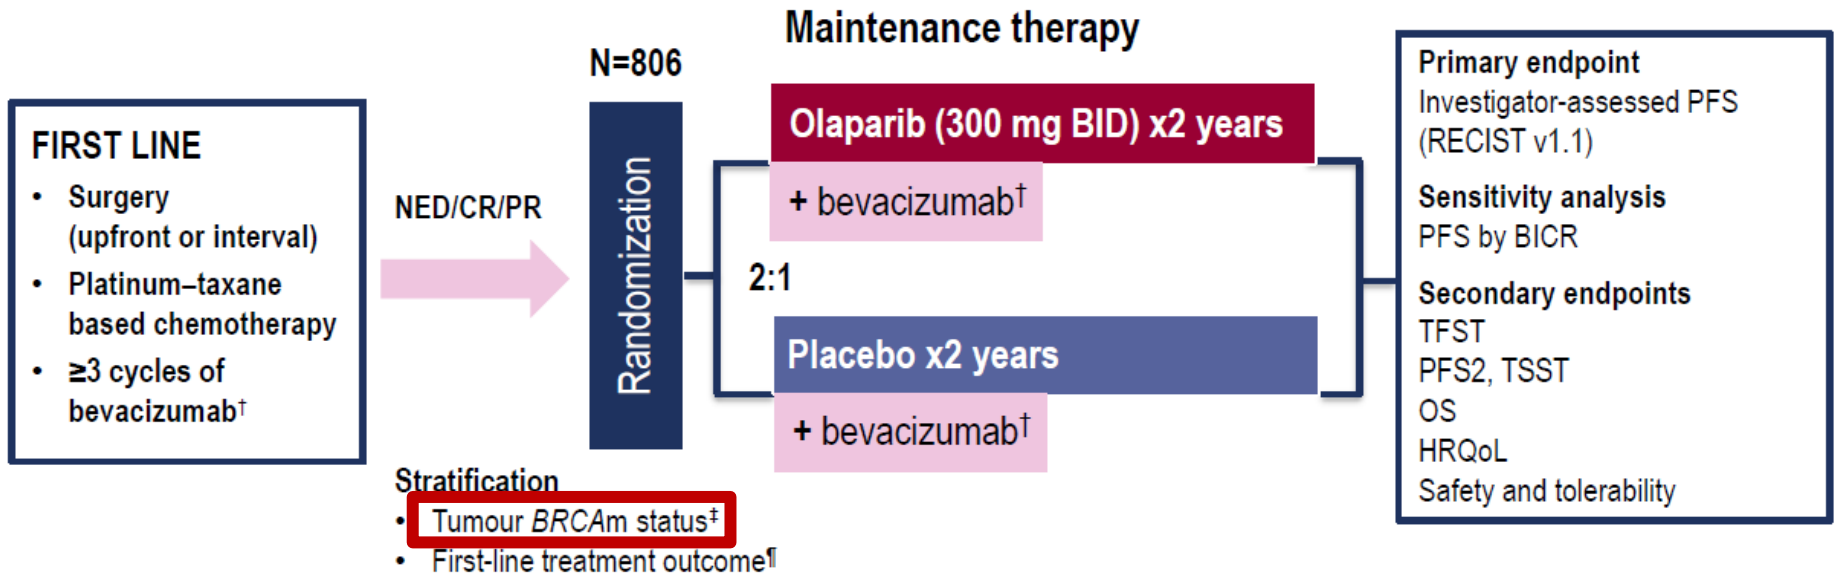 Maintenance therapy
FIRST LINE
• Surgery
(upfront or interval)
• Platinum–taxane
based chemotherapy
• ≥3 cycles of
bevacizumab†
NED/CR/PR
N=806
Randomization
Stratification
• Tumour BRCAm status‡
• First-line treatment outcome¶
Olaparib (300 mg BID) x2 years
+ bevacizumab†
2:1
Placebo x2 years
+ bevacizumab†
Primary endpoint
Investigator-assessed PFS
(RECIST v1.1)
Sensitivity analysis
PFS by BICR
Secondary endpoints
TFST
PFS2, TSST
OS
HRQoL
Safety and tolerability